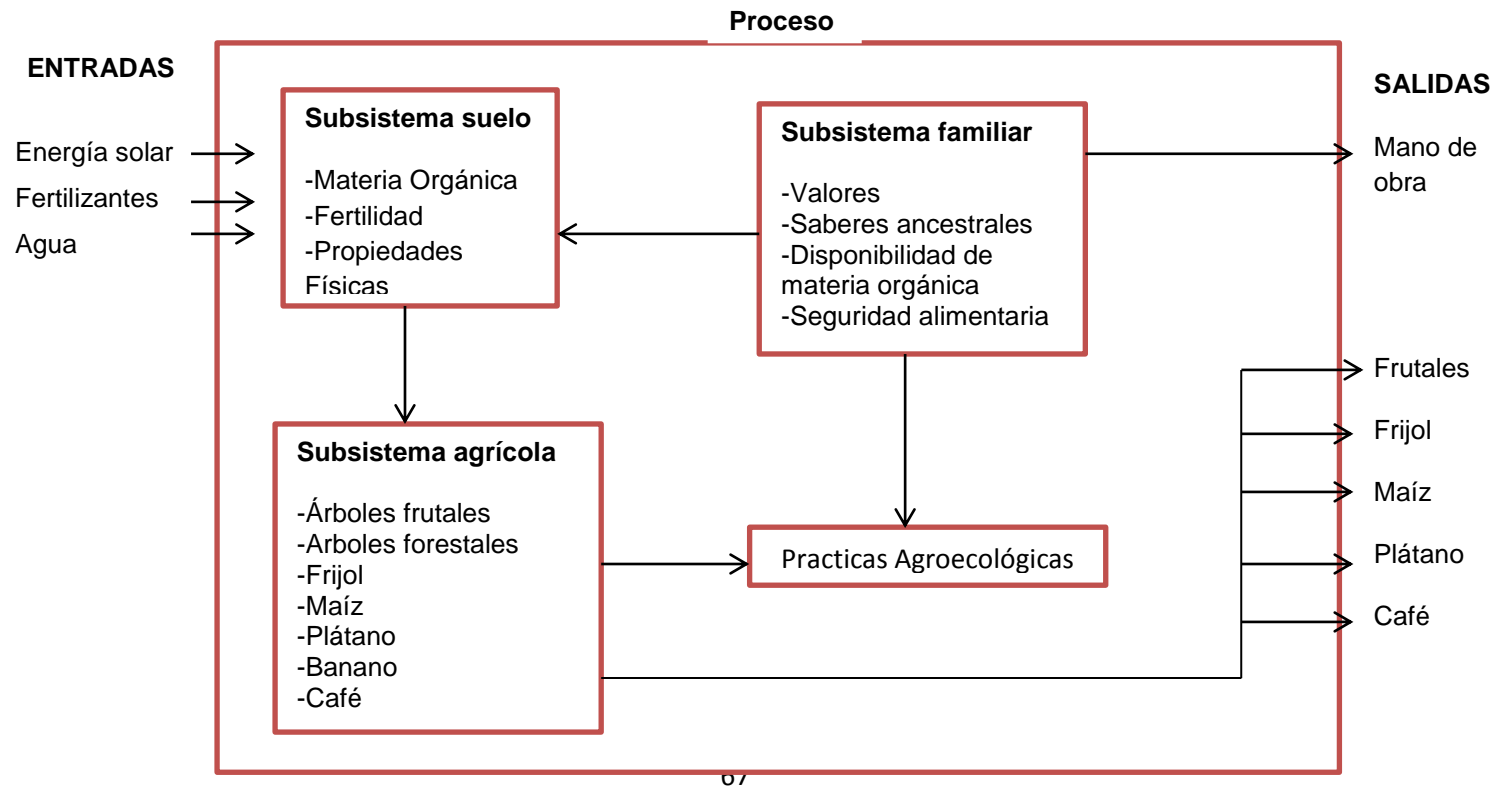 Proceso
ENTRADAS
Energía solar
Fertilizantes
Agua
Subsistema suelo
-Materia Orgánica
-Fertilidad
-Propiedades
Físicas
Subsistema familiar
-Valores
-Saberes ancestrales
-Disponibilidad de
materia orgánica
-Seguridad alimentaria
Subsistema agrícola
-Árboles frutales
-Arboles forestales
-Frijol
-Maíz
-Plátano
-Banano
-Café
Practicas Agroecológicas
SALIDAS
Mano de
obra
Frutales
Frijol
Maíz
Plátano
Café
67